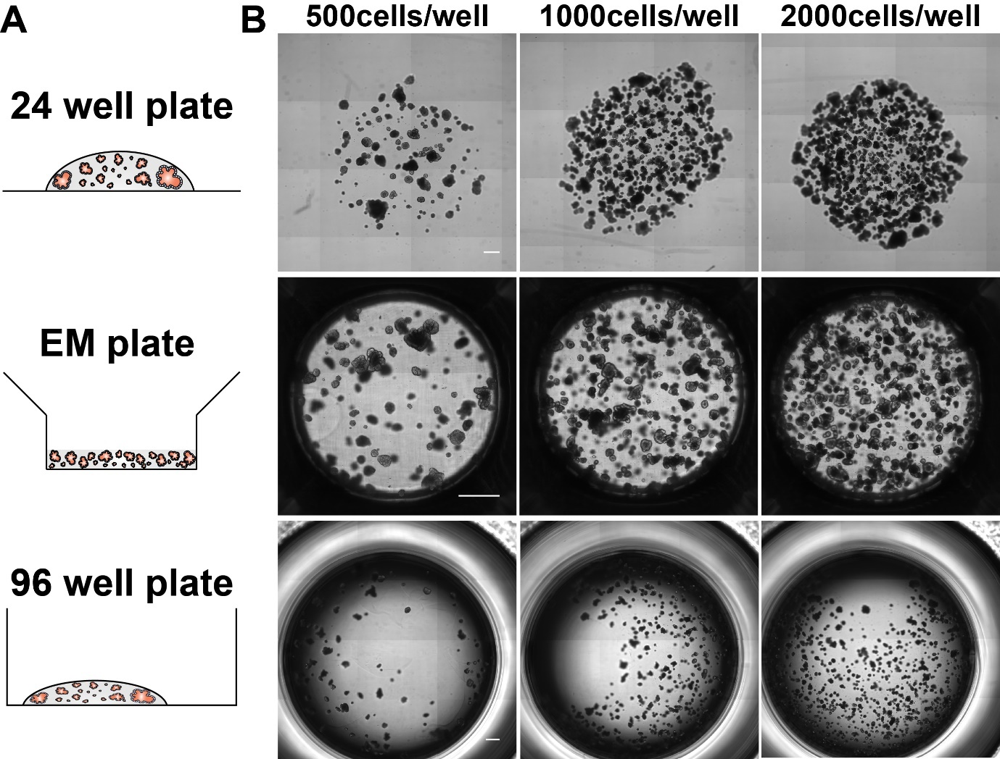 A
B
500cells/well
1000cells/well
2000cells/well
24 well plate
EM plate
96 well plate